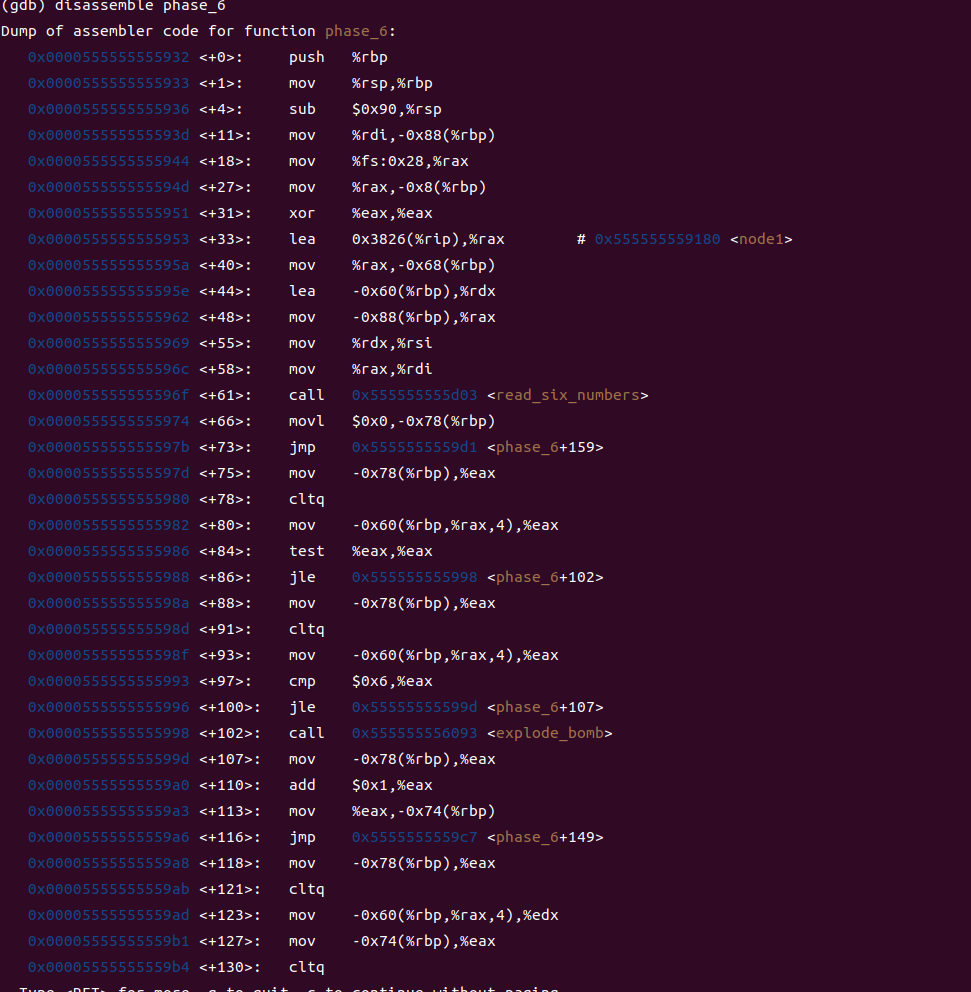 (gdb) disassemble phase_6
Dump of assembler code for function phase_6:
0x0000555555555932 <+0>: push %rbp
0x0000555555555933 <+1>: mov %rsp,%rbp
0x0000555555555936 <+4>: sub $0x90,%rsp
0x000055555555593d <+11>: mov %rdi,-0x88(%rbp)
0x0000555555555944 <+18>: mov %fs:0x28,%rax
0x000055555555594d <+27>: mov %rax,-0x8(%rbp)
0x0000555555555951 <+31>: xor %eax,%eax
0x0000555555555953 <+33>: lea 0x3826(%rip),%rax # 0x555555559180 <node1>
0x000055555555595a <+40>: mov %rax,-0x68(%rbp)
0x000055555555595e <+44>: lea -0x60(%rbp),%rdx
0x0000555555555962 <+48>: mov -0x88(%rbp),%rax
0x0000555555555969 <+55>: mov %rdx,%rsi
0x000055555555596c <+58>: mov %rax,%rdi
0x000055555555596f <+61>: call 0x555555555d03 <read_six_numbers>
0x0000555555555974 <+66>: movl $0x0,-0x78(%rbp)
0x000055555555597b <+73>: jmp 0x5555555559d1 <phase_6+159>
0x000055555555597d <+75>: mov -0x78(%rbp),%eax
0x0000555555555980 <+78>: cltq
0x0000555555555982 <+80>: mov -0x60(%rbp,%rax,4),%eax
0x0000555555555986 <+84>: test %eax,%eax
0x0000555555555988 <+86>: jle 0x555555555998 <phase_6+102>
0x000055555555598a <+88>: mov -0x78(%rbp),%eax
0x000055555555598d <+91>: cltq
0x000055555555598f <+93>: mov -0x60(%rbp,%rax,4),%eax
0x0000555555555993 <+97>: cmp $0x6,%eax
0x0000555555555996 <+100>: jle 0x55555555599d <phase_6+107>
0x0000555555555998 <+102>: call 0x555555556093 <explode_bomb>
0x000055555555599d <+107>: mov -0x78(%rbp),%eax
0x00005555555559a0 <+110>: add $0x1,%eax
0x00005555555559a3 <+113>: mov %eax,-0x74(%rbp)
0x00005555555559a6 <+116>: jmp 0x5555555559c7 <phase_6+149>
0x00005555555559a8 <+118>: mov -0x78(%rbp),%eax
0x00005555555559ab <+121>: cltq
0x00005555555559ad <+123>: mov -0x60(%rbp,%rax,4),%edx
0x00005555555559b1 <+127>: mov -0x74(%rbp),%eax
0x00005555555559b4 <+130>: cltq
--Type <RET> for more, q to quit, c to continue without paging--